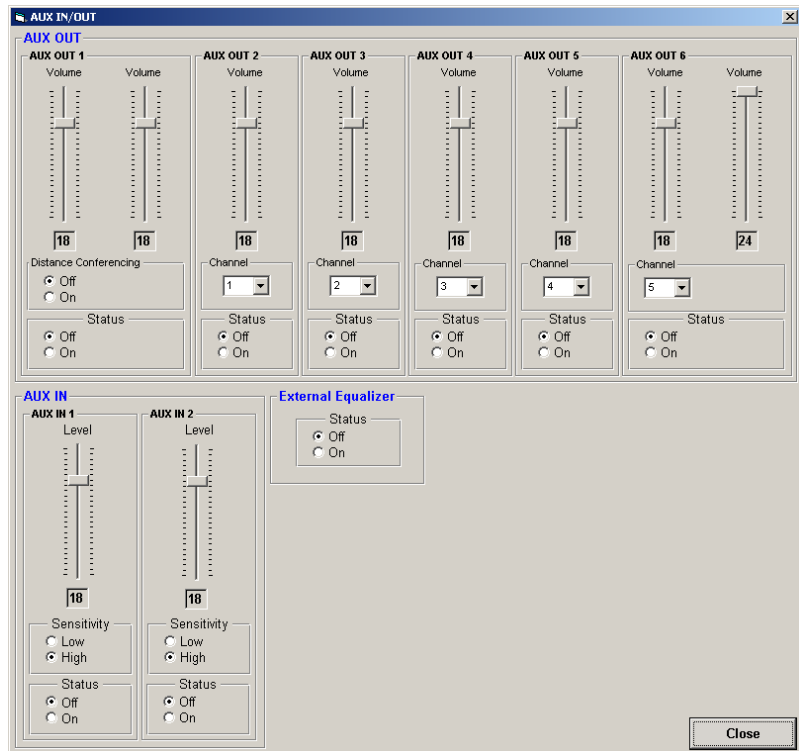 AUX IN/OUT
AUX OUT
AUX OUT 1 AUX OUT 2 AUX OUT 3 AUX OUT 4 AUX OUT 5 AUX OUT 6
Volume Volume Volume Volume Volume Volume Volume Volume
18 18 18 18 18 18 18 24
Distance Conferencing Channel Channel Channel Channel Channel
Off
On
1 2 3 4 5
Status Status Status Status Status Status
Off Off Off Off Off Off
On On On On On On
AUX IN External Equalizer
AUX IN 1 AUX IN 2
Level Level
Status
Off
On
18 18
Sensitivity Sensitivity
Low Low
High High
Status Status
Off Off
On On
Close